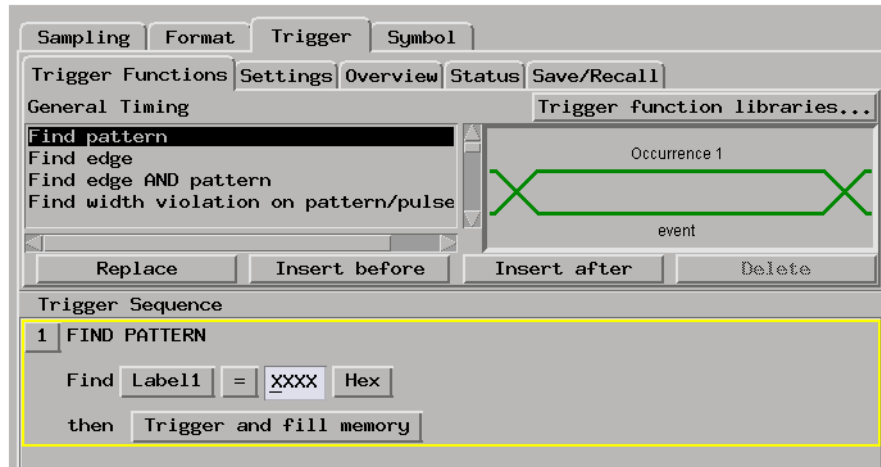 Sampling Format Trigger Symbol
Trigger Functions Settings Overview Status Save/Recall
General Timing Trigger function libraries...
Find pattern
Find edge
Find edge AND pattern
Find width violation on pattern/pulse
Occurrence 1
event
Replace Insert before Insert after Delete
Trigger Sequence
1 FIND PATTERN
Find Label1 = XXXX Hex
then Trigger and fill memory